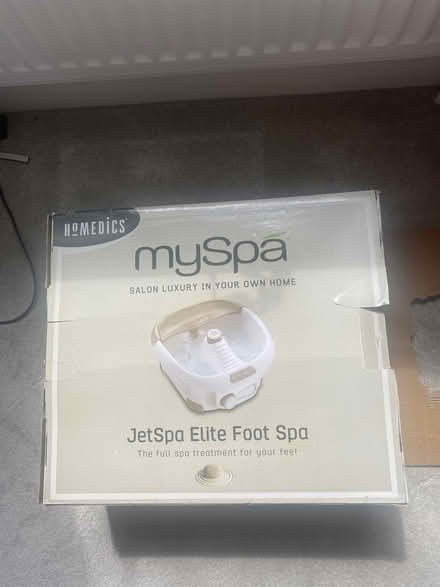 HoMEDiCS
mySpa
SALON LUXURY IN YOUR OWN HOME
JetSpa Elite Foot Spa
The full spa treatment for your feet